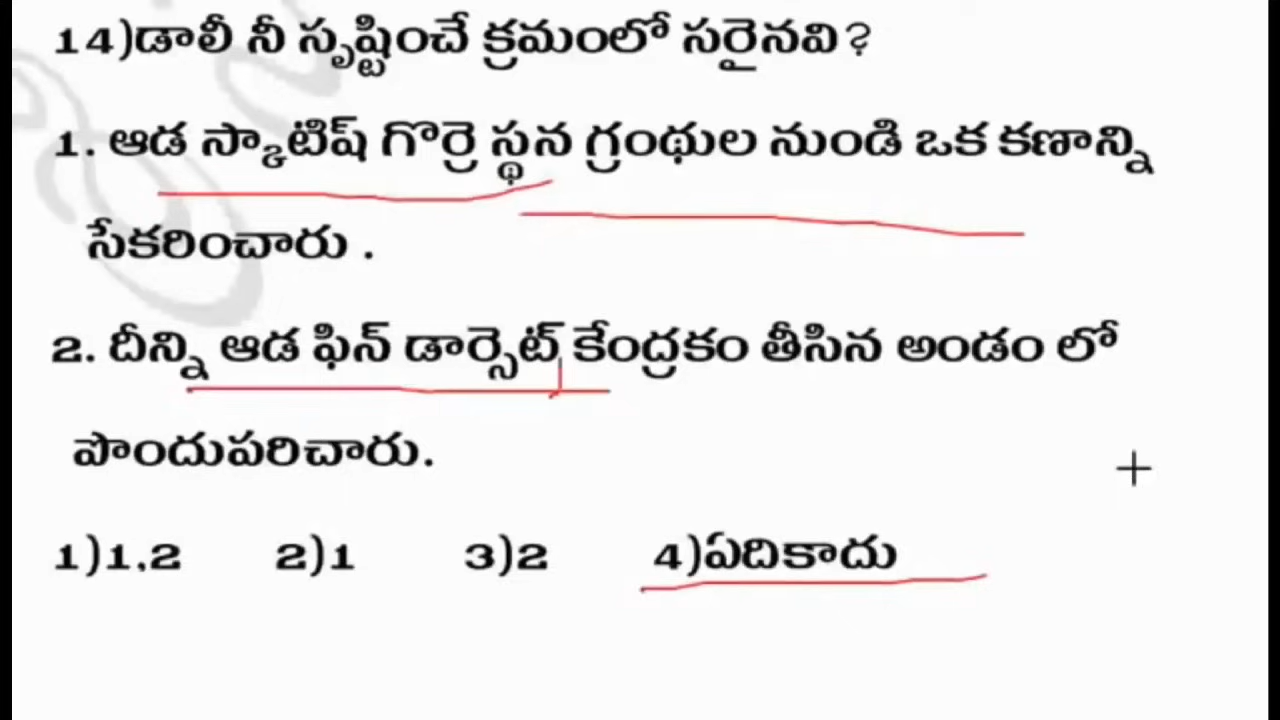 14)డాలీ నీ సృష్టించే క్రమంలో సరైనవి?
1. ఆడ స్కాటిష్ గొర్రె స్థన గ్రంథుల నుండి ఒక కణాన్ని
సేకరించారు .
2. దీన్ని ఆడ ఫిన్ డార్సెట్ కేంద్రకం తీసిన అండం లో
పొందుపరిచారు.
1)1,2 2)1 3)2 4)ఏదికాదు